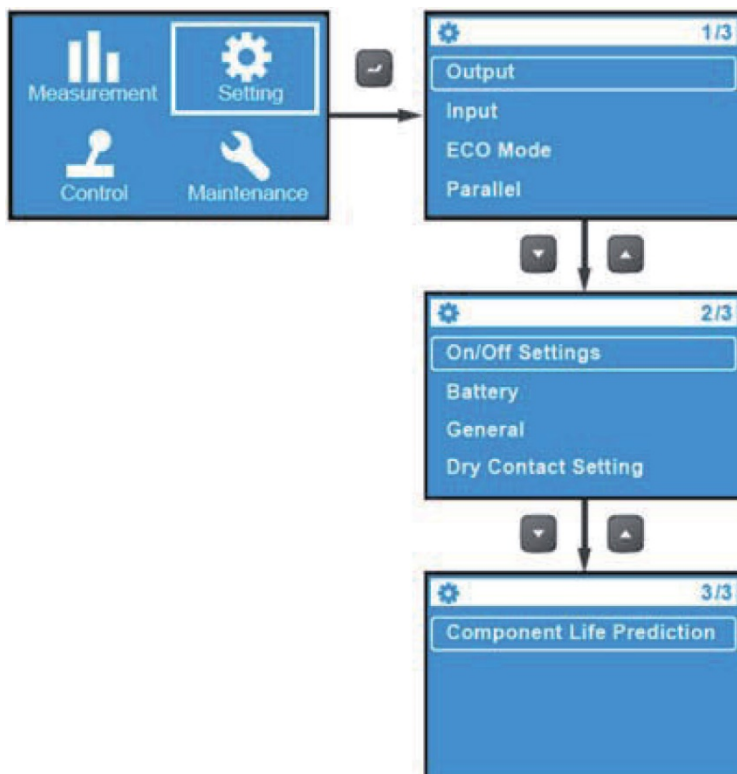 Measurement
Setting
Control
Maintenance
1/3
Output
Input
ECO Mode
Parallel
2/3
On/Off Settings
Battery
General
Dry Contact Setting
3/3
Component Life Prediction